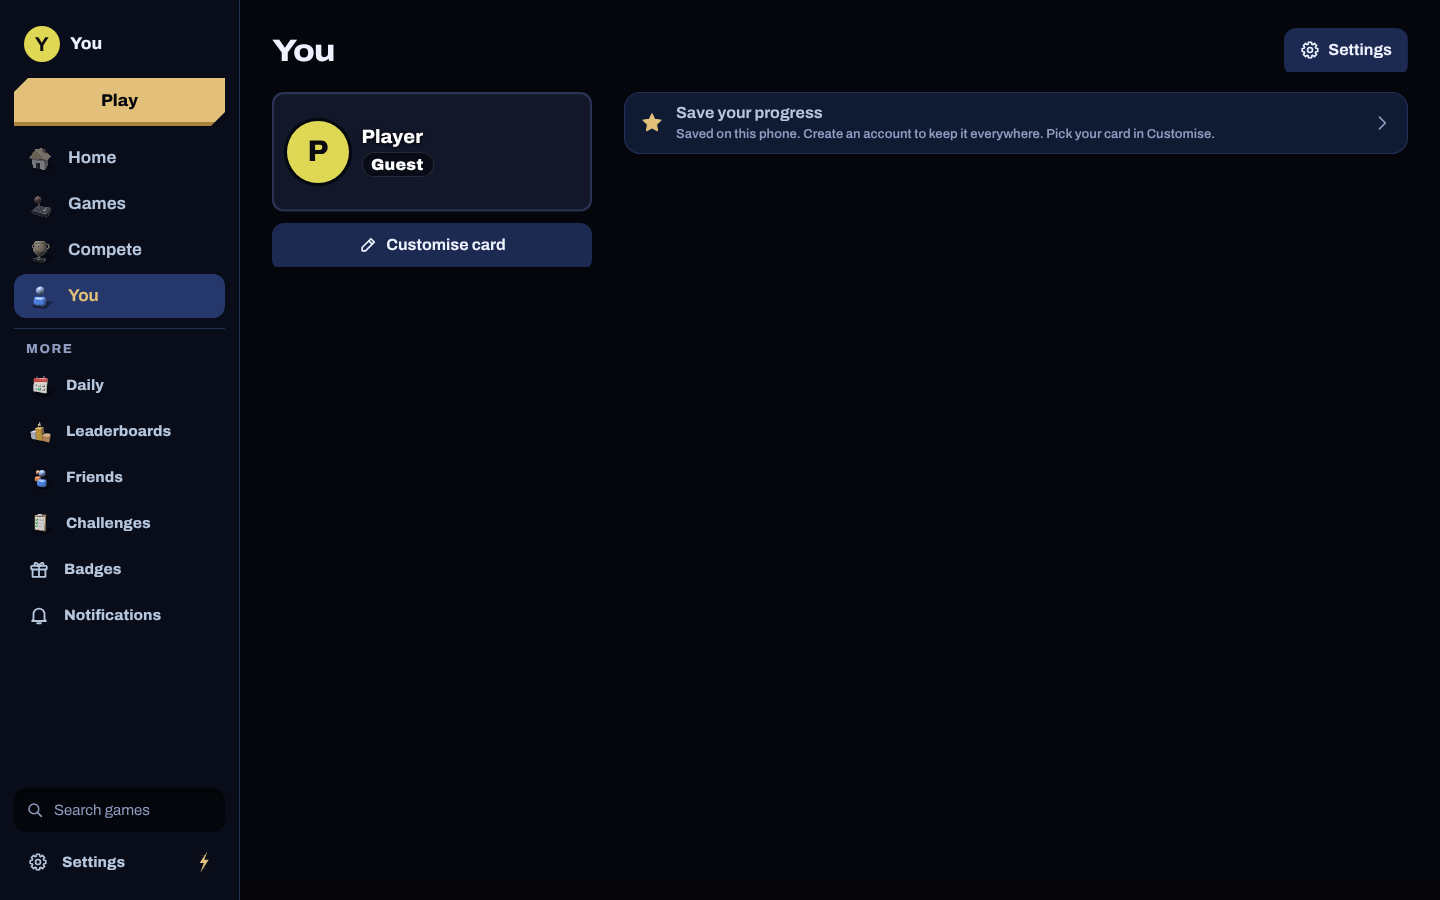 Y You
Play
Home
Games
Compete
You
MORE
Daily
Leaderboards
Friends
Challenges
Badges
Notifications
Search games
Settings
You
Settings
P
Player
Guest
Customise card
Save your progress
Saved on this phone. Create an account to keep it everywhere. Pick your card in Customise.